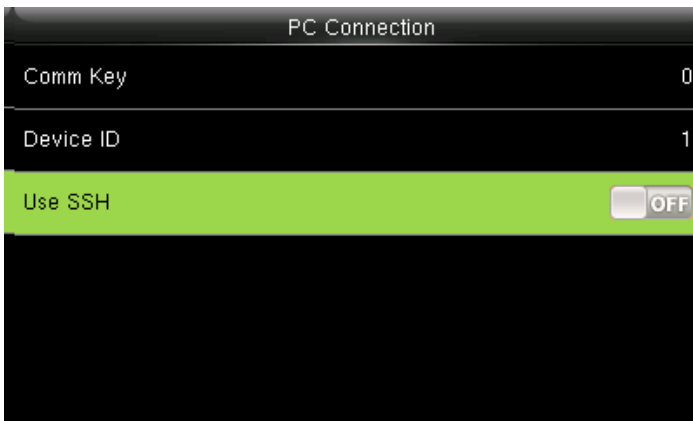 PC Connection
Comm Key 0
Device ID 1
Use SSH OFF